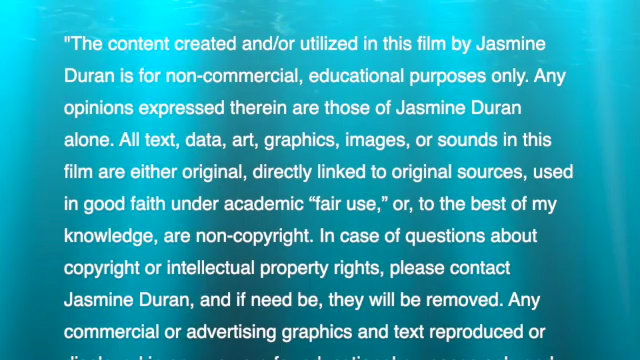 "The content created and/or utilized in this film by Jasmine
Duran is for non-commercial, educational purposes only. Any
opinions expressed therein are those of Jasmine Duran
alone. All text, data, art, graphics, images, or sounds in this
film are either original, directly linked to original sources, used
in good faith under academic “fair use,” or, to the best of my
knowledge, are non-copyright. In case of questions about
copyright or intellectual property rights, please contact
Jasmine Duran, and if need be, they will be removed. Any
commercial or advertising graphics and text reproduced or